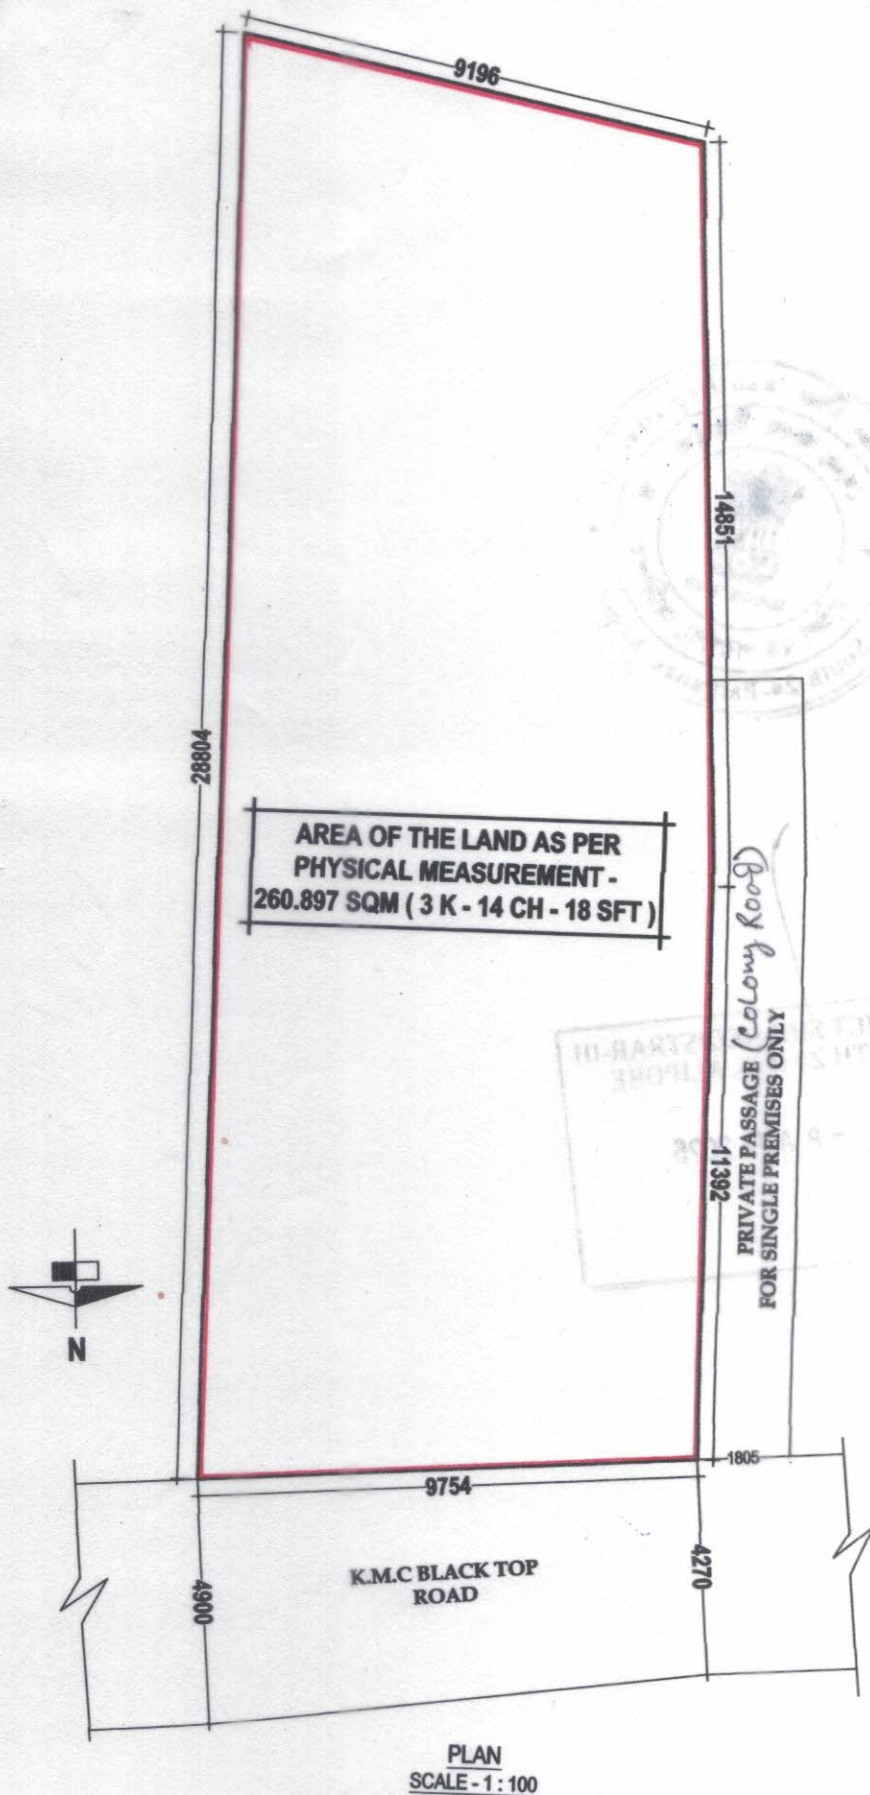 9196
14851
28804
AREA OF THE LAND AS PER
PHYSICAL MEASUREMENT -
260.897 SQM ( 3 K - 14 CH - 18 SFT )
PRIVATE PASSAGE (Colony Road)
FOR SINGLE PREMISES ONLY
11392
N
1805
9754
4900
K.M.C BLACK TOP
ROAD
4270
PLAN
SCALE - 1 : 100